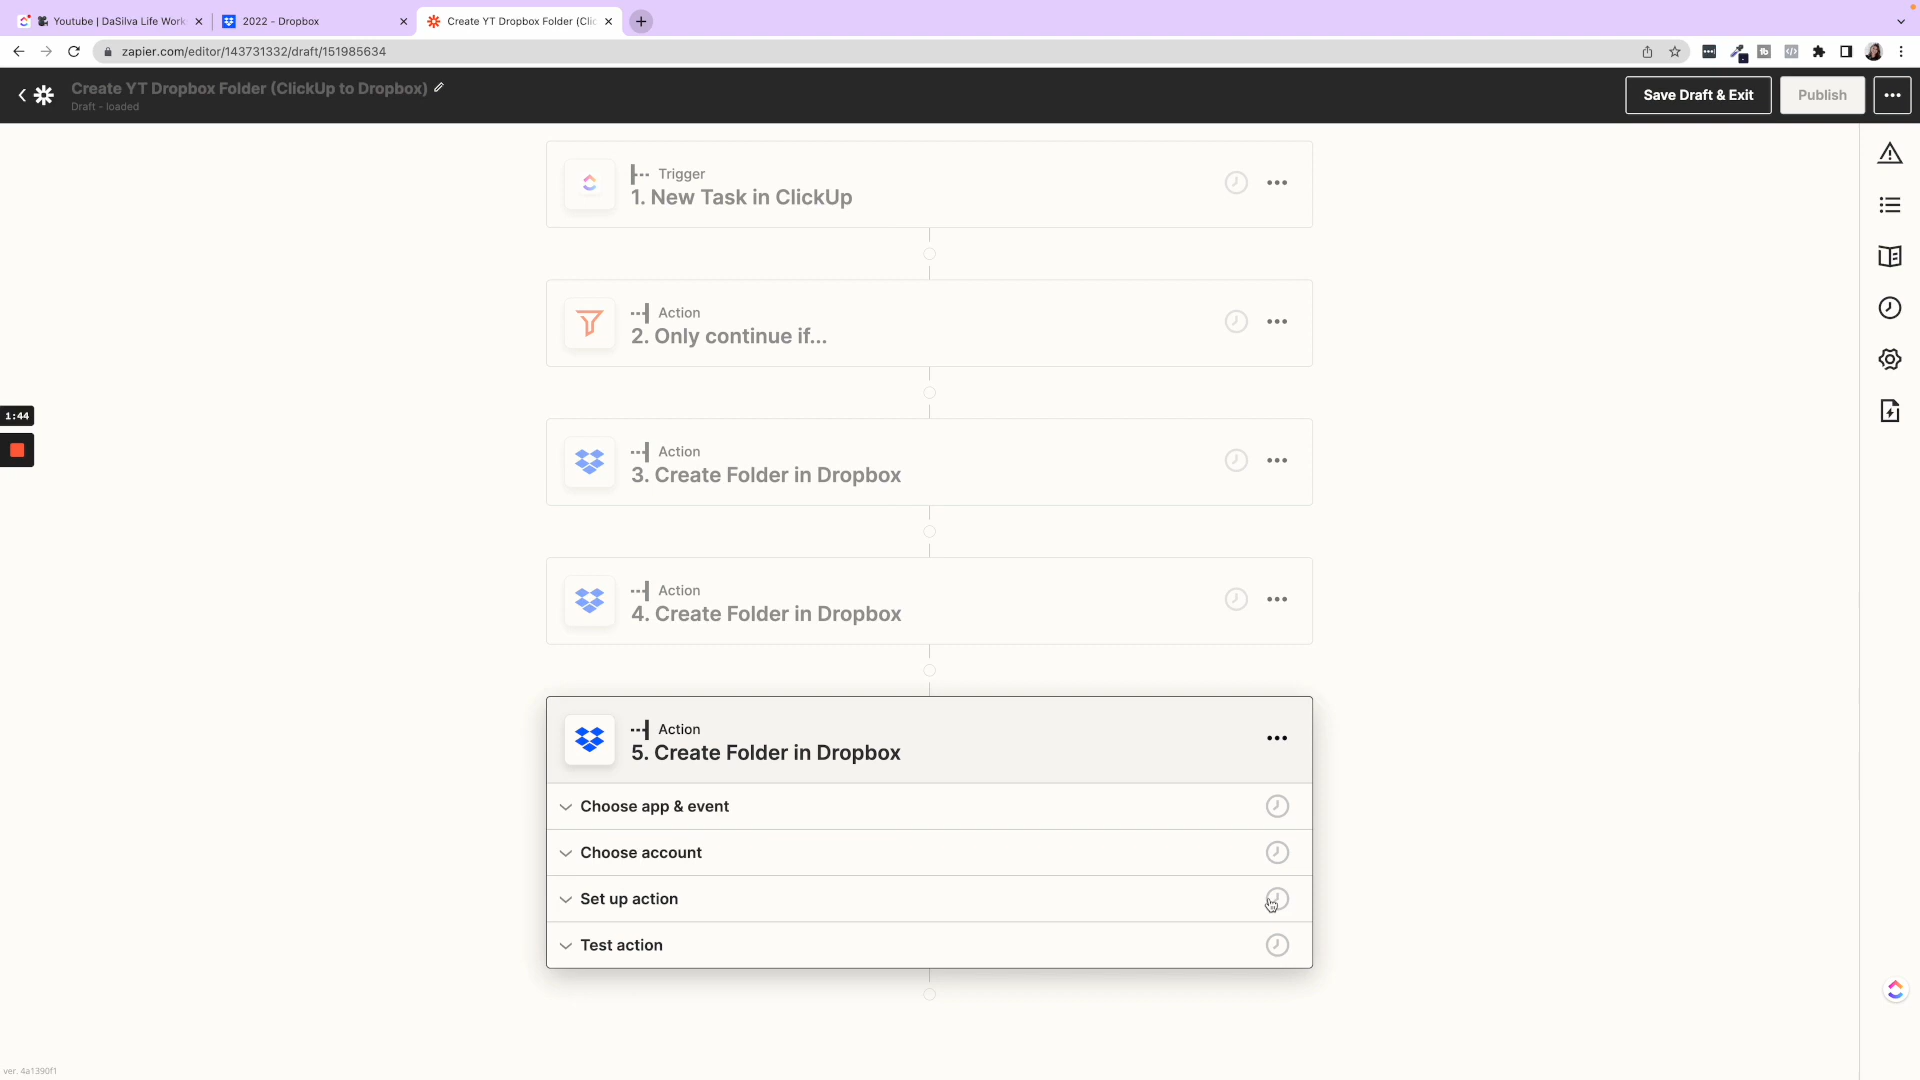 Youtube | DaSilva Life Work
2022 - Dropbox
Create YT Dropbox Folder (Clic
zapier.com/editor/143731332/draft/151985634
Create YT Dropbox Folder (ClickUp to Dropbox)
Draft - loaded
Save Draft & Exit
Publish
Trigger
1. New Task in ClickUp
Action
2. Only continue if...
Action
3. Create Folder in Dropbox
1:44
Action
4. Create Folder in Dropbox
Action
5. Create Folder in Dropbox
Choose app & event
Choose account
Set up action
Test action
ver. 4a1390f1